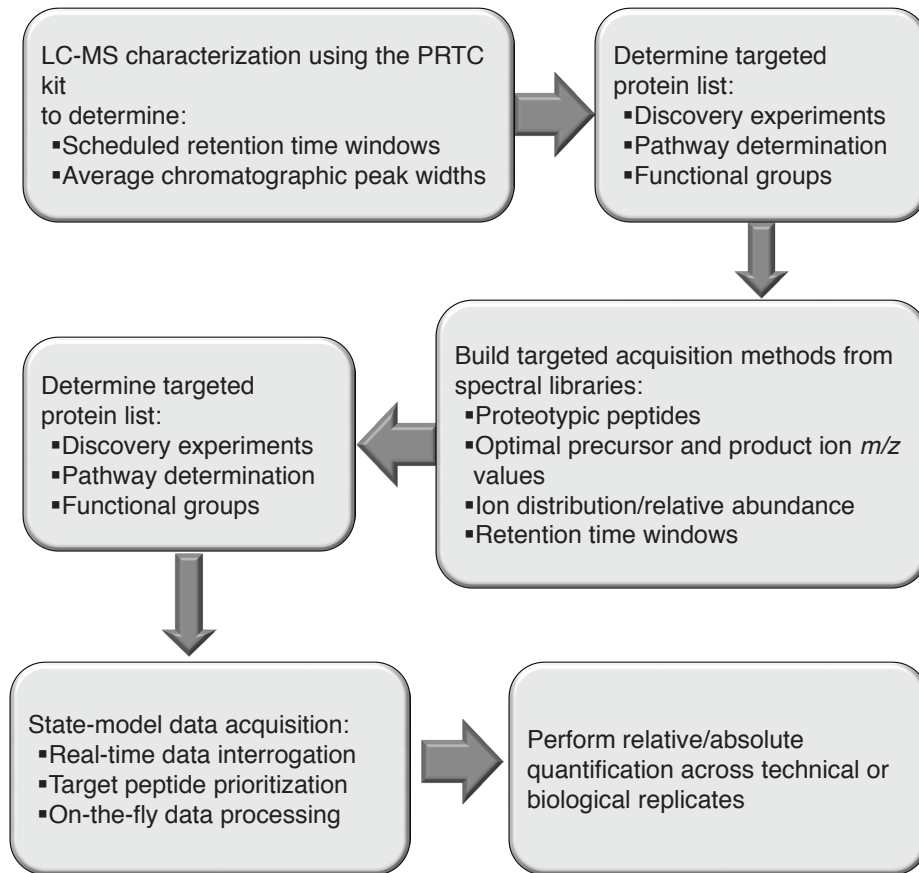 LC-MS characterization using the PRTC
kit
to determine:
▪Scheduled retention time windows
▪Average chromatographic peak widths
Determine targeted
protein list:
▪Discovery experiments
▪Pathway determination
▪Functional groups
Build targeted acquisition methods from
spectral libraries:
▪Proteotypic peptides
▪Optimal precursor and product ion m/z
values
▪Ion distribution/relative abundance
▪Retention time windows
Determine targeted
protein list:
▪Discovery experiments
▪Pathway determination
▪Functional groups
State-model data acquisition:
▪Real-time data interrogation
▪Target peptide prioritization
▪On-the-fly data processing
Perform relative/absolute
quantification across technical or
biological replicates